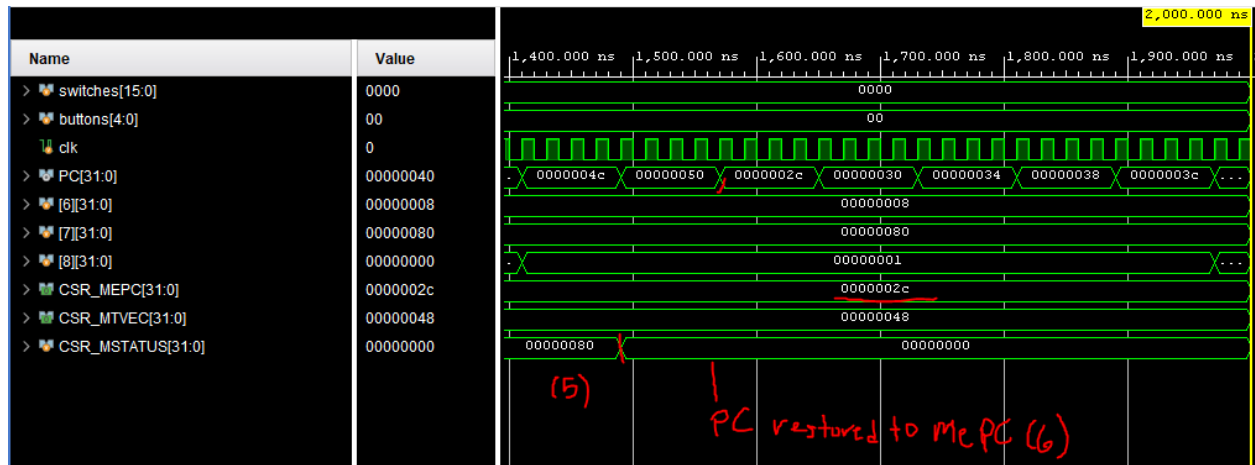 2,000.000 ns
Name Value
1,400.000 ns 1,500.000 ns 1,600.000 ns 1,700.000 ns 1,800.000 ns 1,900.000 ns
> switches[15:0] 0000 0000
> buttons[4:0] 00 00
clk 0
> PC[31:0] 00000040 . 0000004c 00000050 0000002c 00000030 00000034 00000038 0000003c ...
> [6][31:0] 00000008 00000008
> [7][31:0] 00000080 00000080
> [8][31:0] 00000000 . 00000001 ...
> CSR_MEPC[31:0] 0000002c 0000002c
> CSR_MTVEC[31:0] 00000048 00000048
> CSR_MSTATUS[31:0] 00000000 00000080 00000000
(5)
PC restored to MePC (6)